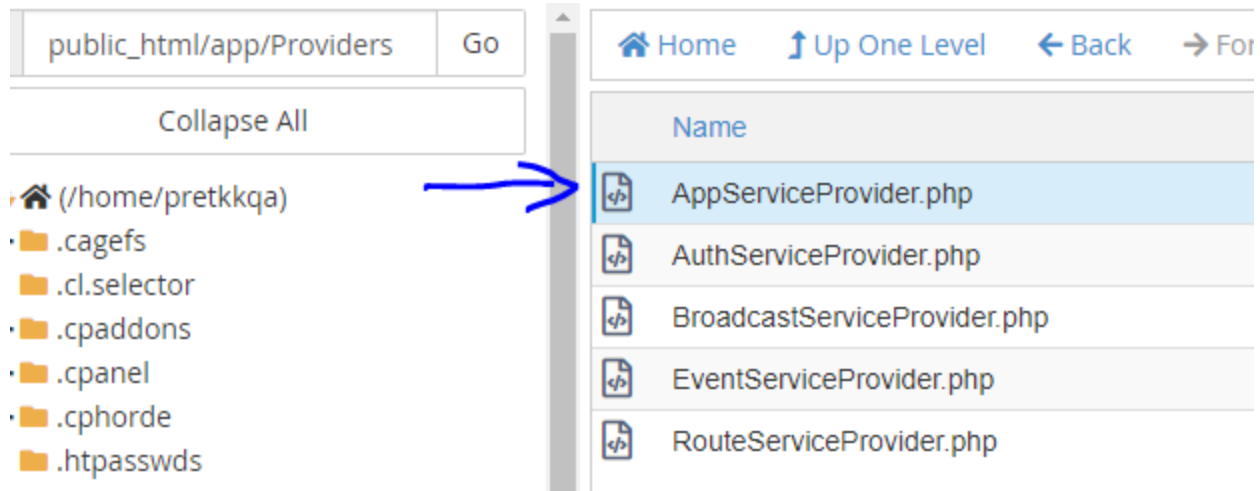 public_html/app/Providers Go
Collapse All
(/home/pretkkqa)
.cagefs
.cl.selector
.cpaddons
.cpanel
.cphorde
.htpasswds
Home Up One Level Back For
Name
AppServiceProvider.php
AuthServiceProvider.php
BroadcastServiceProvider.php
EventServiceProvider.php
RouteServiceProvider.php